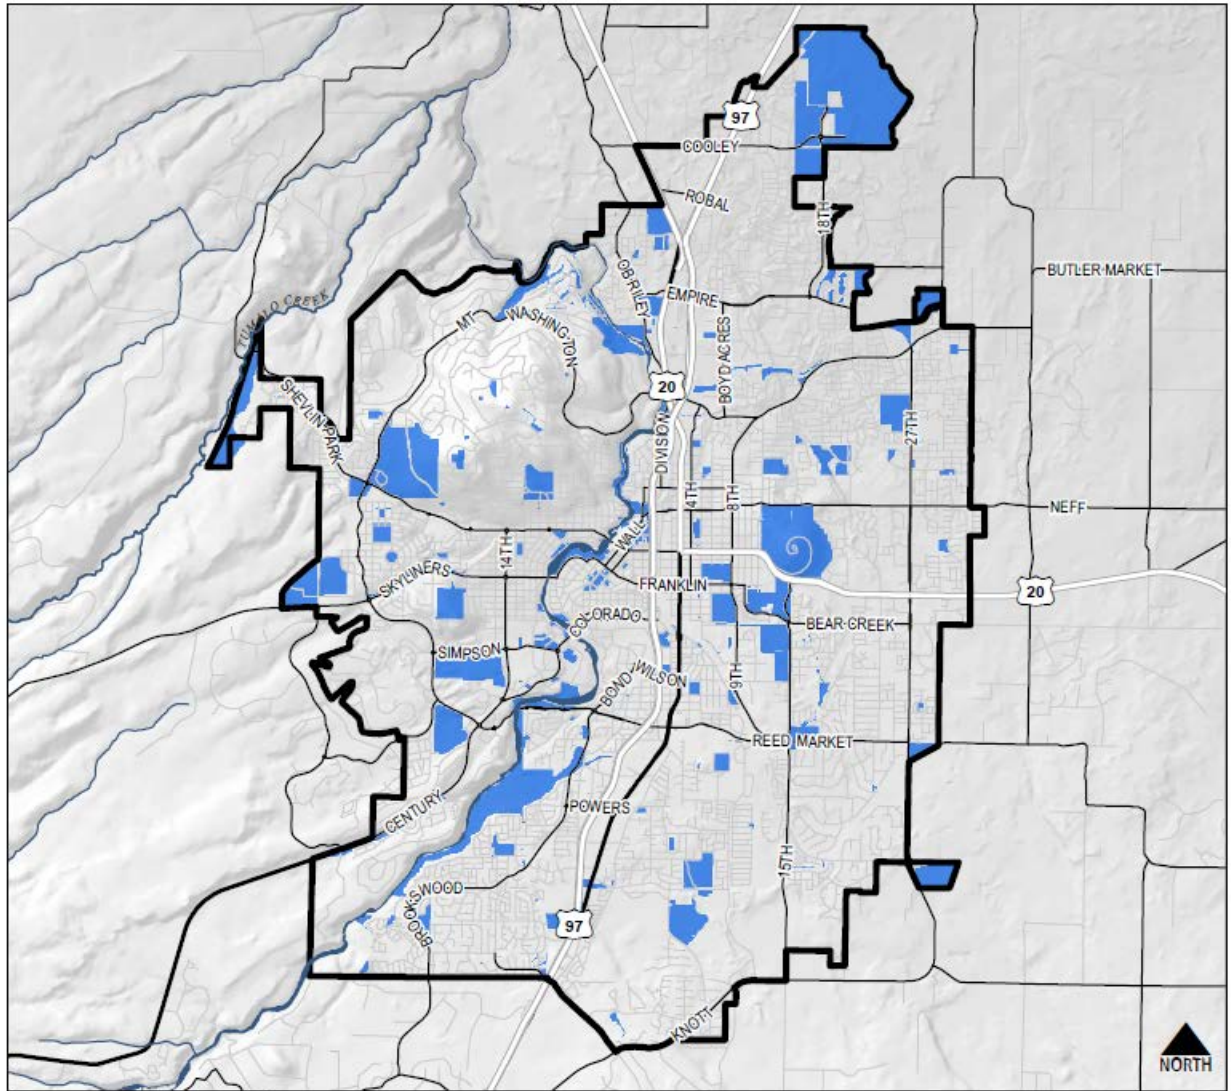 97
COOLEY
ROBAL
18TH
BUTLER MARKET
OB RILEY
EMPIRE
TUMALO CREEK
MT
WASHINGTON
BOYD ACRES
20
SHEVLIN PARK
DIVISION
27TH
4TH
8TH
NEFF
WALL
14TH
SKYLINERS
FRANKLIN
20
COLORADO
BEAR CREEK
SIMPSON
BOND
WILSON
9TH
REED MARKET
CENTURY
POWERS
15TH
BROOKSWOOD
97
KNOTT
NORTH